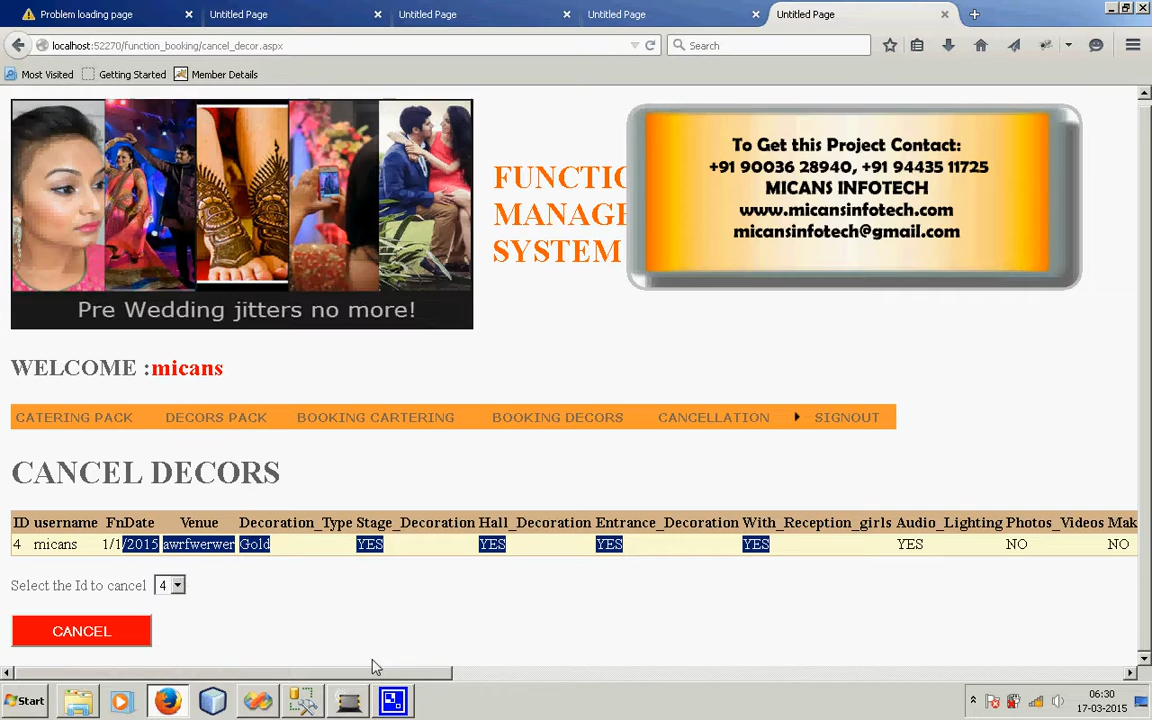 Problem loading page
Untitled Page
Untitled Page
Untitled Page
Untitled Page
localhost:52270/function_booking/cancel_decor.aspx
Search
Most Visited
Getting Started
Member Details
Pre Wedding jitters no more!
FUNCTIO
MANAGE
SYSTEM
To Get this Project Contact:
+91 90036 28940, +91 94435 11725
MICANS INFOTECH
www.micansinfotech.com
micansinfotech@gmail.com
WELCOME :micans
CATERING PACK DECORS PACK BOOKING CARTERING BOOKING DECORS CANCELLATION SIGNOUT
CANCEL DECORS
ID username FnDate Venue Decoration_Type Stage_Decoration Hall_Decoration Entrance_Decoration With_Reception_girls Audio_Lighting Photos_Videos Mak
4 micans 1/1/2015 awrfwerwer Gold YES YES YES YES YES NO NO
Select the Id to cancel 4
CANCEL
Start
06:30
17-03-2015